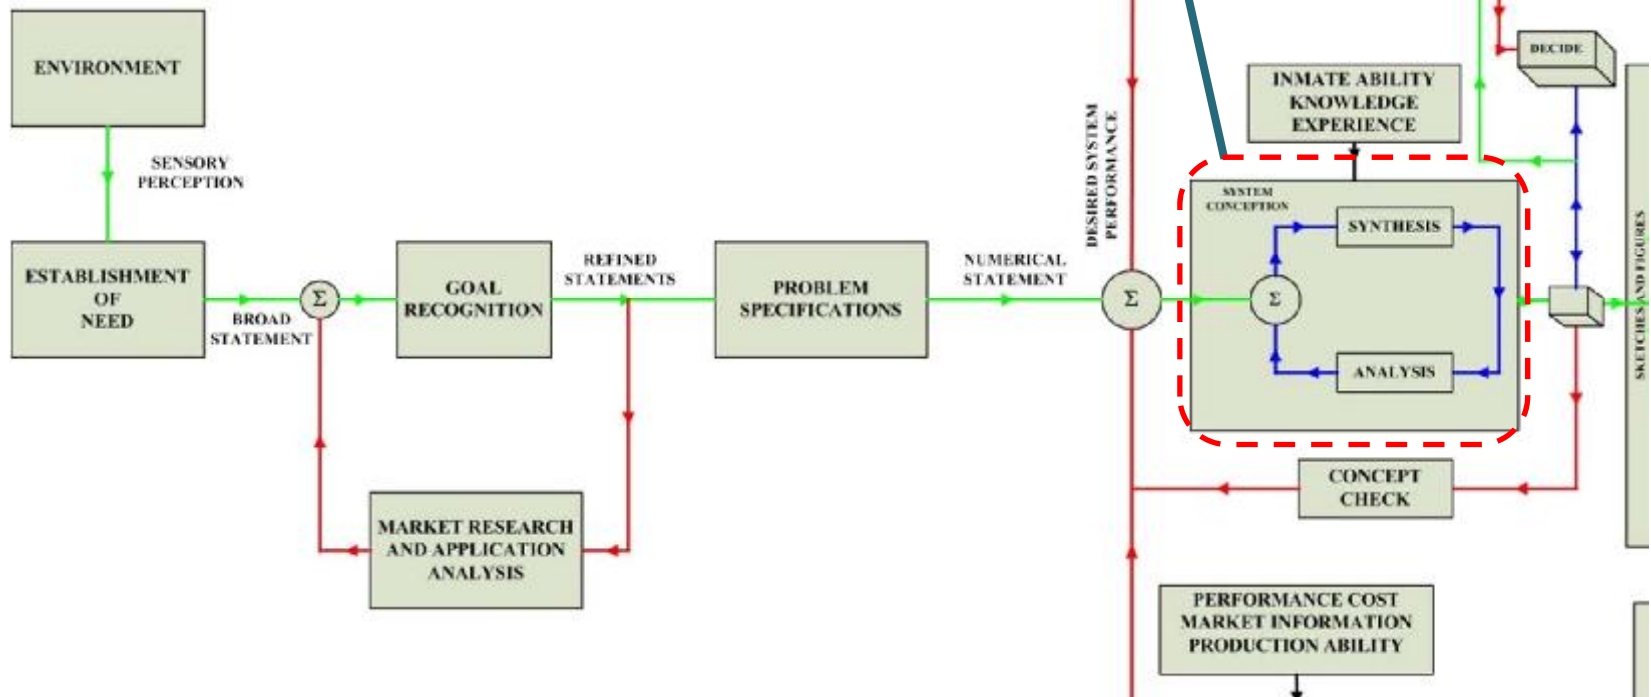 ENVIRONMENT
SENSORY
PERCEPTION
ESTABLISHMENT
OF
NEED
BROAD
STATEMENT
Σ
GOAL
RECOGNITION
REFINED
STATEMENTS
MARKET RESEARCH
AND APPLICATION
ANALYSIS
PROBLEM
SPECIFICATIONS
NUMERICAL
STATEMENT
DESIRED SYSTEM
PERFORMANCE
Σ
INMATE ABILITY
KNOWLEDGE
EXPERIENCE
SYSTEM
CONCEPTION
SYNTHESIS
Σ
ANALYSIS
DECIDE
SKETCHES AND FIGURES
CONCEPT
CHECK
PERFORMANCE COST
MARKET INFORMATION
PRODUCTION ABILITY